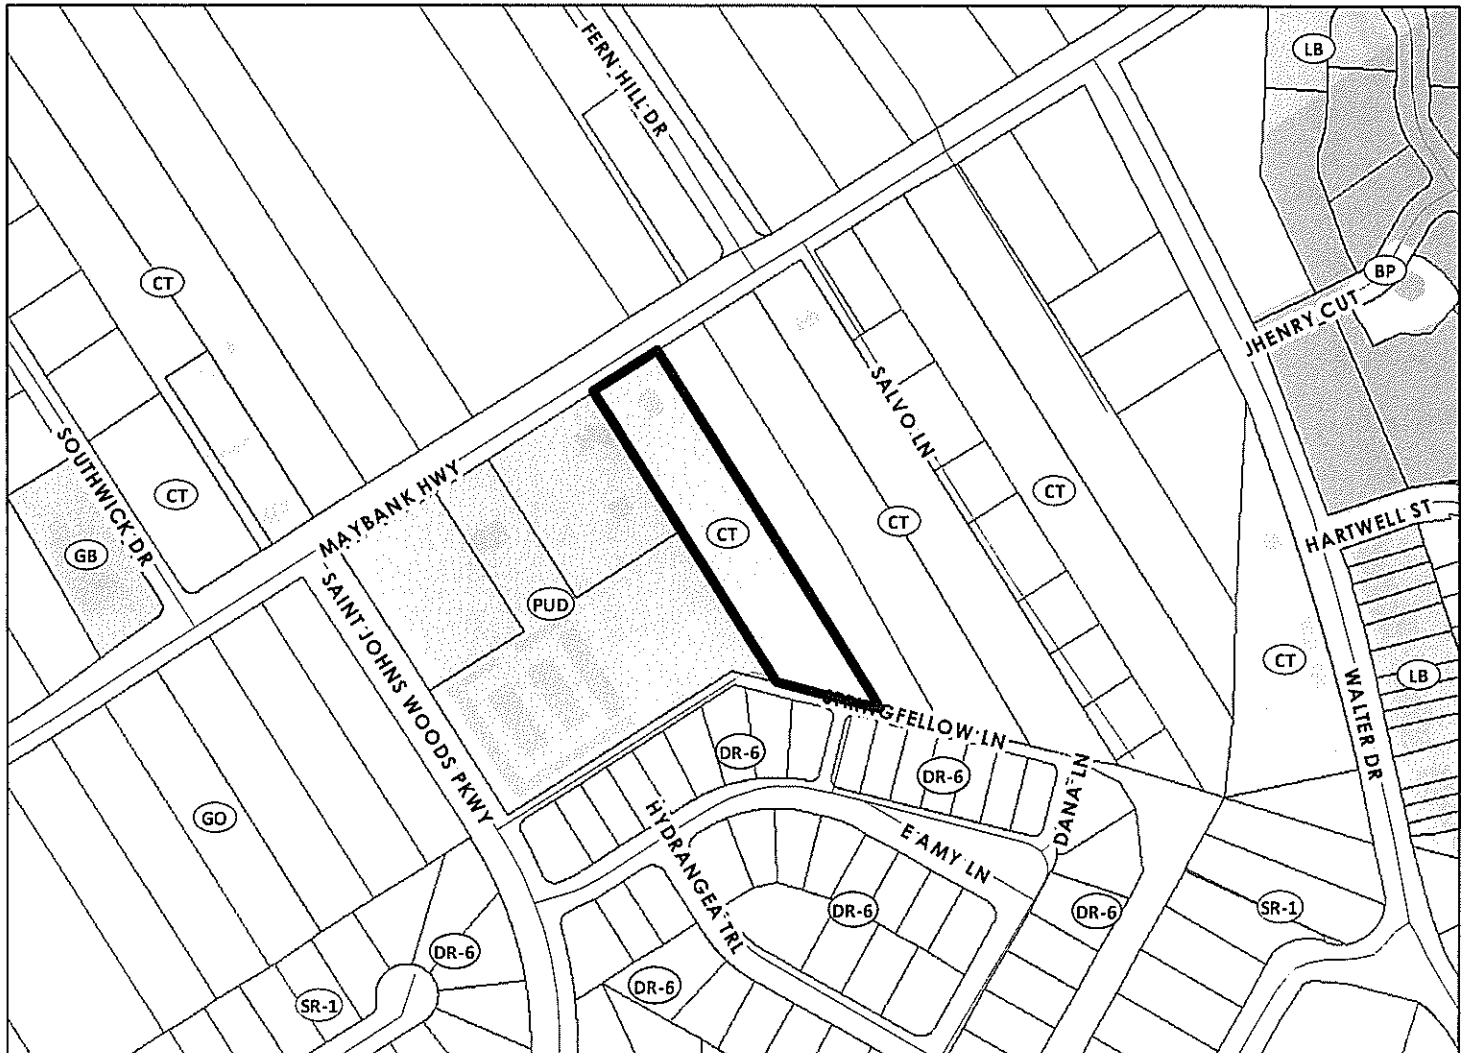 FERN HILL DR
LB
CT
BP
JHENRY CUT
SALVO LN
SOUTHWICK DR
MAYBANK HWY
CT
CT
CT
CT
HARTWELL ST
GB
SAINT JOHNS WOODS PKWY
PUD
CT
LB
WALTER DR
SPRINGFELLOW LN
DR-6
DR-6
DANA LN
GO
HYDRANGEA TRL
E AMY LN
DR-6
DR-6
SR-1
DR-6
DR-6
SR-1